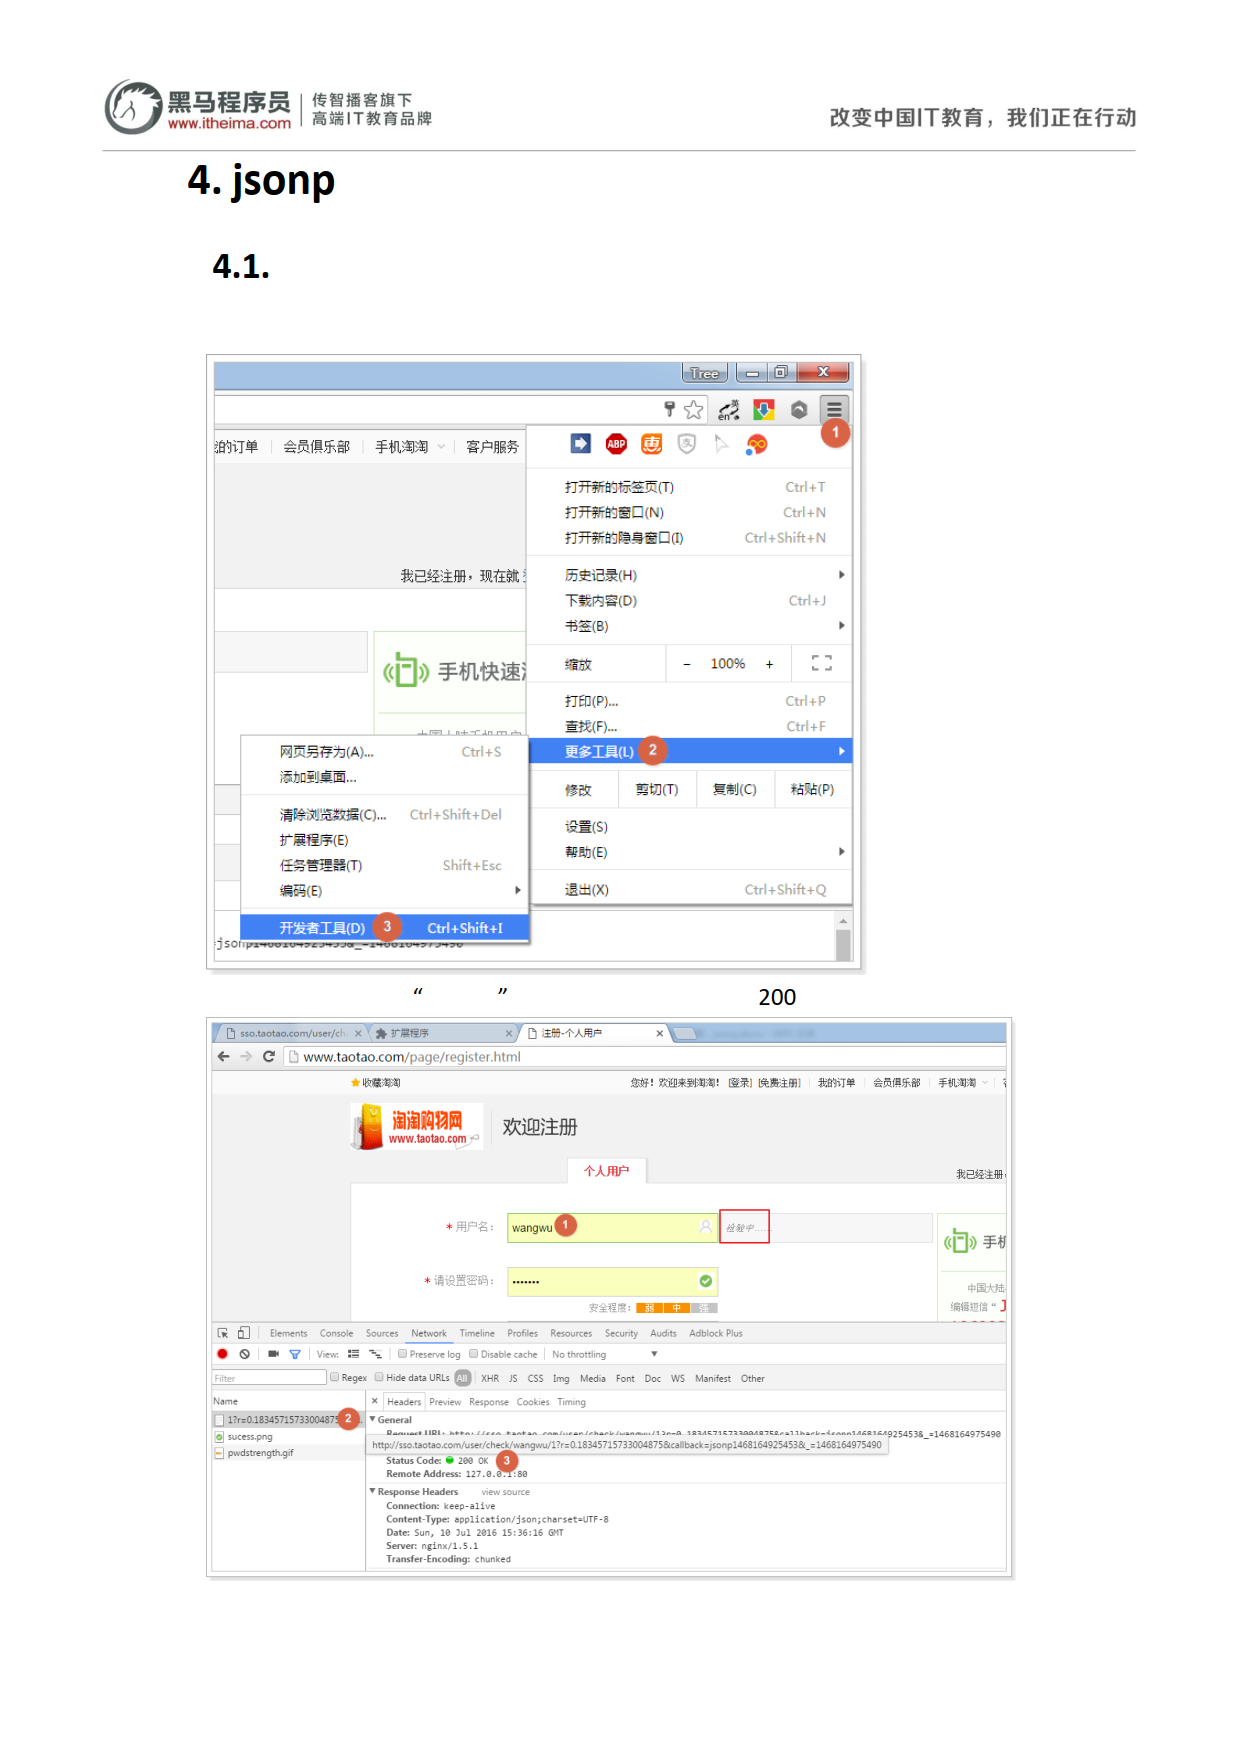 黑马程序员
www.itheima.com
传智播客旗下
高端IT教育品牌
改变中国IT教育，我们正在行动
4. jsonp
4.1.
Tree
我的订单 会员俱乐部 手机淘淘 客户服务
1
打开新的标签页(T) Ctrl+T
打开新的窗口(N) Ctrl+N
打开新的隐身窗口(I) Ctrl+Shift+N
我已经注册，现在就
历史记录(H)
下载内容(D) Ctrl+J
书签(B)
缩放 − 100% +
手机快速
打印(P)... Ctrl+P
查找(F)... Ctrl+F
更多工具(L) 2
修改 剪切(T) 复制(C) 粘贴(P)
设置(S)
帮助(E)
退出(X) Ctrl+Shift+Q
网页另存为(A)... Ctrl+S
添加到桌面...
清除浏览数据(C)... Ctrl+Shift+Del
扩展程序(E)
任务管理器(T) Shift+Esc
编码(E)
开发者工具(D) 3 Ctrl+Shift+I
=jsonp1468164925453&_=1468164975490
“ ” 200
sso.taotao.com/user/ch 扩展程序 注册-个人用户
www.taotao.com/page/register.html
收藏淘淘 您好！欢迎来到淘淘！ [登录] [免费注册] 我的订单 会员俱乐部 手机淘淘
淘淘购物网
www.taotao.com
欢迎注册
个人用户
我已经注册
* 用户名： wangwu 1 检验中......
* 请设置密码： •••••••
安全程度： 弱 中 强
手机
中国大陆
编辑短信 “ J
Elements Console Sources Network Timeline Profiles Resources Security Audits Adblock Plus
View: Preserve log Disable cache No throttling
Filter Regex Hide data URLs All XHR JS CSS Img Media Font Doc WS Manifest Other
Name
Headers Preview Response Cookies Timing
1?r=0.18345715733004875 2
sucess.png
pwdstrength.gif
General
Request URL: http://sso.taotao.com/user/check/wangwu/1?r=0.18345715733004875&callback=jsonp1468164925453&_=1468164975490
http://sso.taotao.com/user/check/wangwu/1?r=0.18345715733004875&callback=jsonp1468164925453&_=1468164975490
Status Code: 200 OK 3
Remote Address: 127.0.0.1:80
Response Headers view source
Connection: keep-alive
Content-Type: application/json;charset=UTF-8
Date: Sun, 10 Jul 2016 15:36:16 GMT
Server: nginx/1.5.1
Transfer-Encoding: chunked